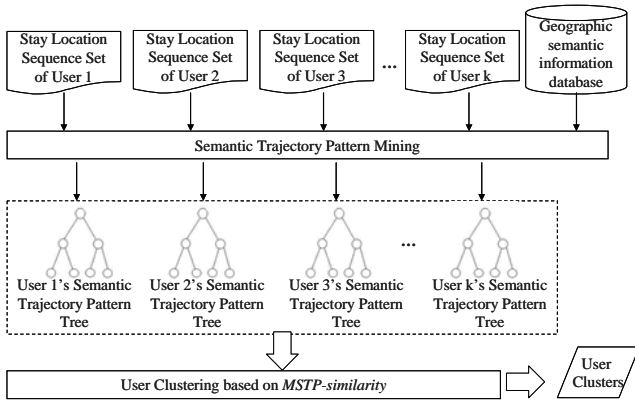 Stay Location
Sequence Set
of User 1
Stay Location
Sequence Set
of User 2
Stay Location
Sequence Set
of User 3
...
Stay Location
Sequence Set
of User k
Geographic
semantic
information
database
Semantic Trajectory Pattern Mining
User 1's Semantic
Trajectory Pattern
Tree
User 2's Semantic
Trajectory Pattern
Tree
User 3's Semantic
Trajectory Pattern
Tree
...
User k's Semantic
Trajectory Pattern
Tree
User Clustering based on MSTP-similarity
User
Clusters